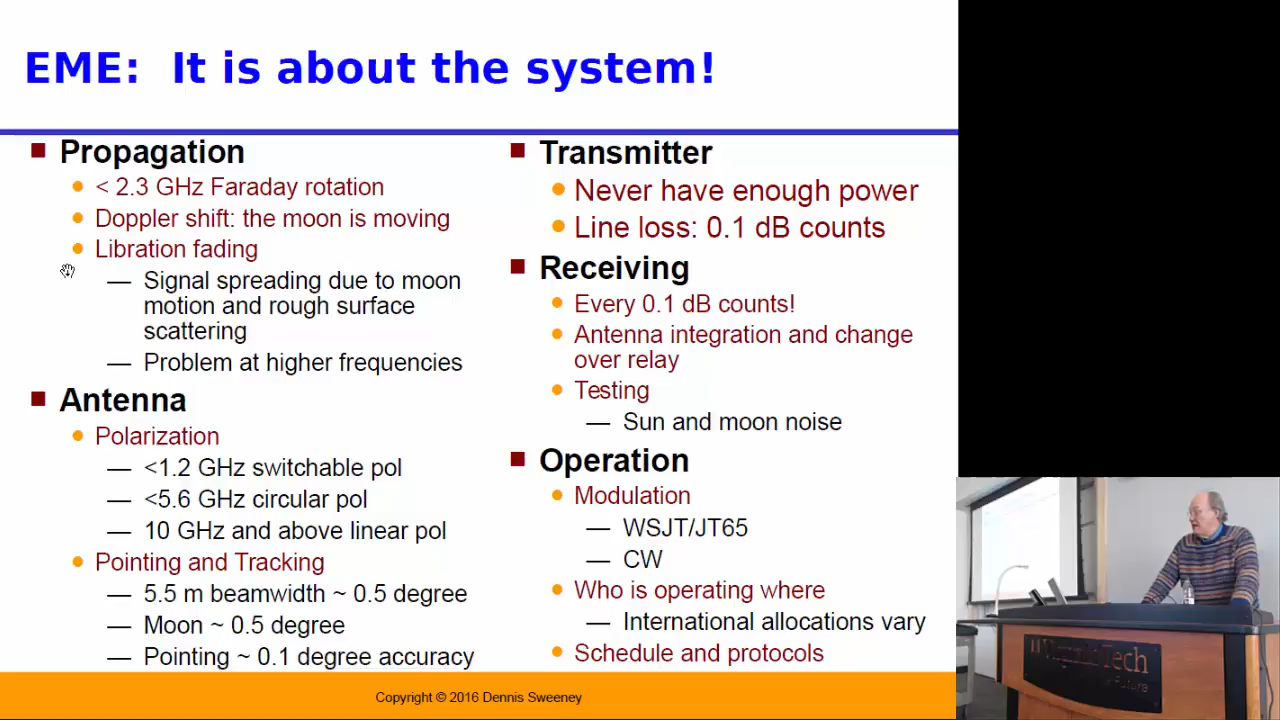 EME: It is about the system!
Propagation
< 2.3 GHz Faraday rotation
Doppler shift: the moon is moving
Libration fading
— Signal spreading due to moon
motion and rough surface
scattering
— Problem at higher frequencies
Antenna
Polarization
— <1.2 GHz switchable pol
— <5.6 GHz circular pol
— 10 GHz and above linear pol
Pointing and Tracking
— 5.5 m beamwidth ~ 0.5 degree
— Moon ~ 0.5 degree
— Pointing ~ 0.1 degree accuracy
Transmitter
Never have enough power
Line loss: 0.1 dB counts
Receiving
Every 0.1 dB counts!
Antenna integration and change
over relay
Testing
— Sun and moon noise
Operation
Modulation
— WSJT/JT65
— CW
Who is operating where
— International allocations vary
Schedule and protocols
Copyright © 2016 Dennis Sweeney
VirginiaTech